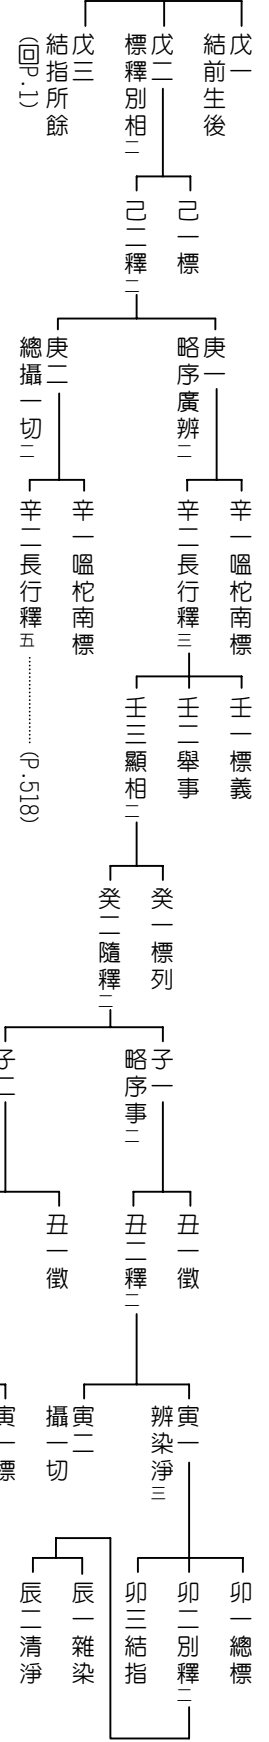 戊一
結前生後
戊二
標釋別相二
戊三
結指所餘
(回P.1)
己一標
己二釋二
庚一
略序廣辨二
庚二
總攝一切二
辛一嗢柁南標
辛二長行釋三
辛一嗢柁南標
辛二長行釋五 (P.518)
壬一標義
壬二舉事
壬三顯相二
癸一標列
癸二隨釋二
子一
略序事二
子二
丑一徵
丑二釋二
丑一徵
寅一
辨染淨三
寅二
攝一切
寅一標
卯一總標
卯二別釋二
卯三結指
辰一雜染
辰二清淨